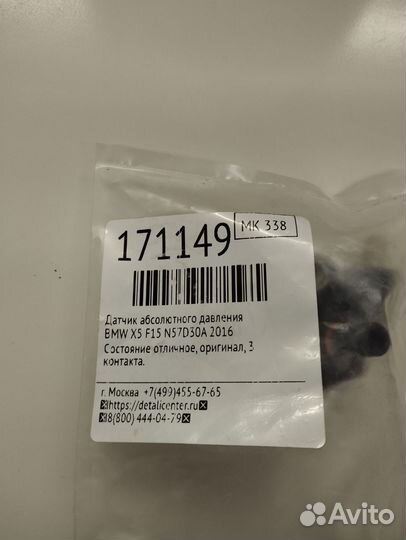 171149
МК 338
Датчик абсолютного давления
BMW X5 F15 N57D30A 2016
Состояние отличное, оригинал, 3
контакта.
г. Москва +7(499)455-67-65
https://detalicenter.ru
8(800) 444-04-79
Avito